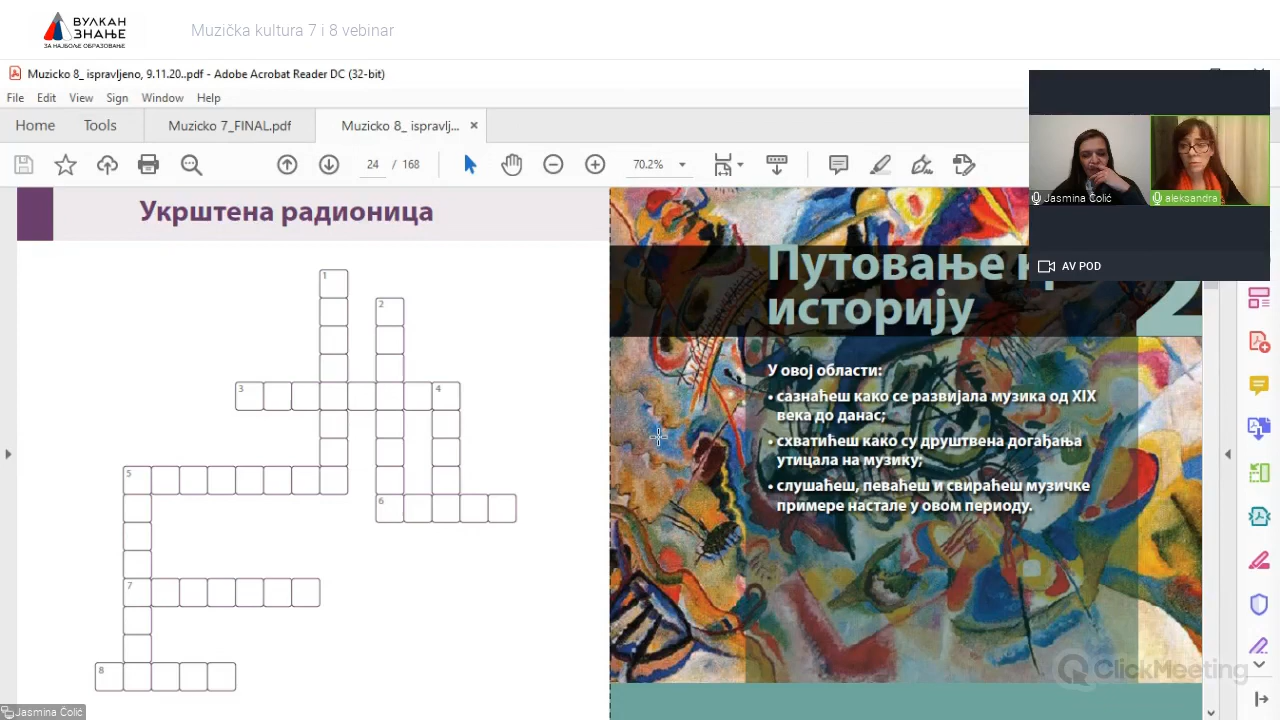 ВУЛКАН
ЗНАЊЕ
ЗА НАЈБОЉЕ ОБРАЗОВАЊЕ
Muzička kultura 7 i 8 vebinar
Muzicko 8_ ispravljeno, 9.11.20..pdf - Adobe Acrobat Reader DC (32-bit)
File Edit View Sign Window Help
Home Tools Muzicko 7_FINAL.pdf Muzicko 8_ ispravlj... ×
24 / 168 70.2%
Jasmina Čolić aleksandra
AV POD
Укрштена радионица
1
2
3 4
5
6
7
8
Путовање
историју
2
У овој области:
• сазнаћеш како се развијала музика од XIX
века до данас;
• схватићеш како су друштвена догађања
утицала на музику;
• слушаћеш, певаћеш и свираћеш музичке
примере настале у овом периоду.
ClickMeeting
Jasmina Čolić